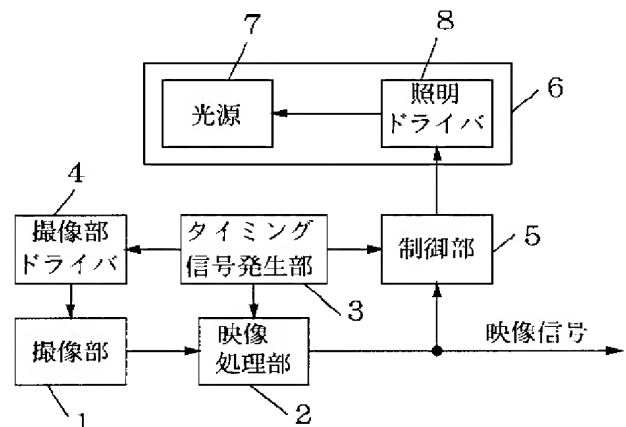 7
8
6
光源
照明
ドライバ
4
撮像部
ドライバ
タイミング
信号発生部
制御部
5
3
撮像部
映像
処理部
映像信号
1
2